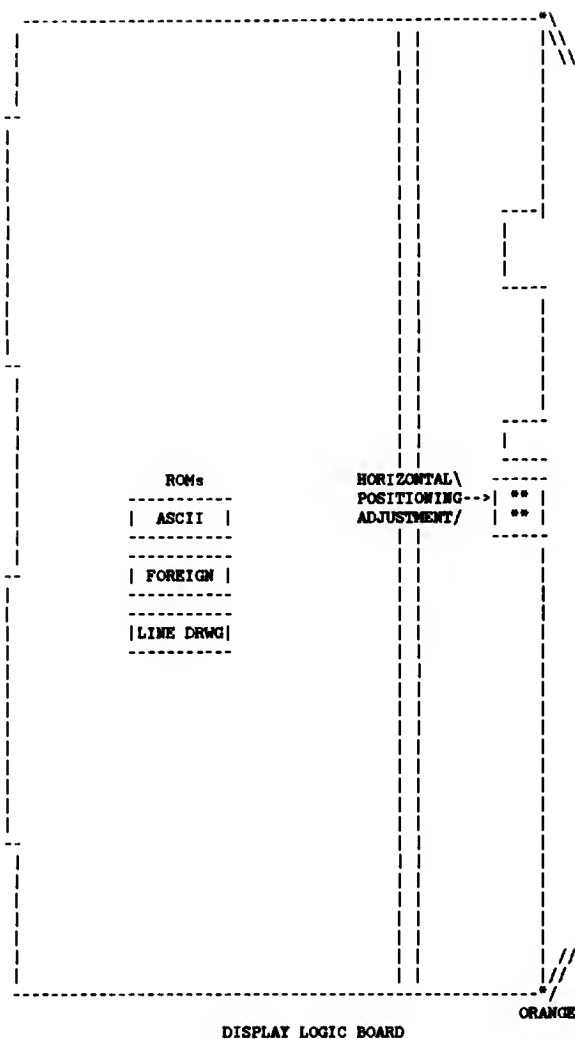 ROMs
HORIZONTAL\
POSITIONING-->| ** |
ADJUSTMENT/ | ** |
| ASCII |
| FOREIGN |
|LINE DRWG|
ORANGE
DISPLAY LOGIC BOARD